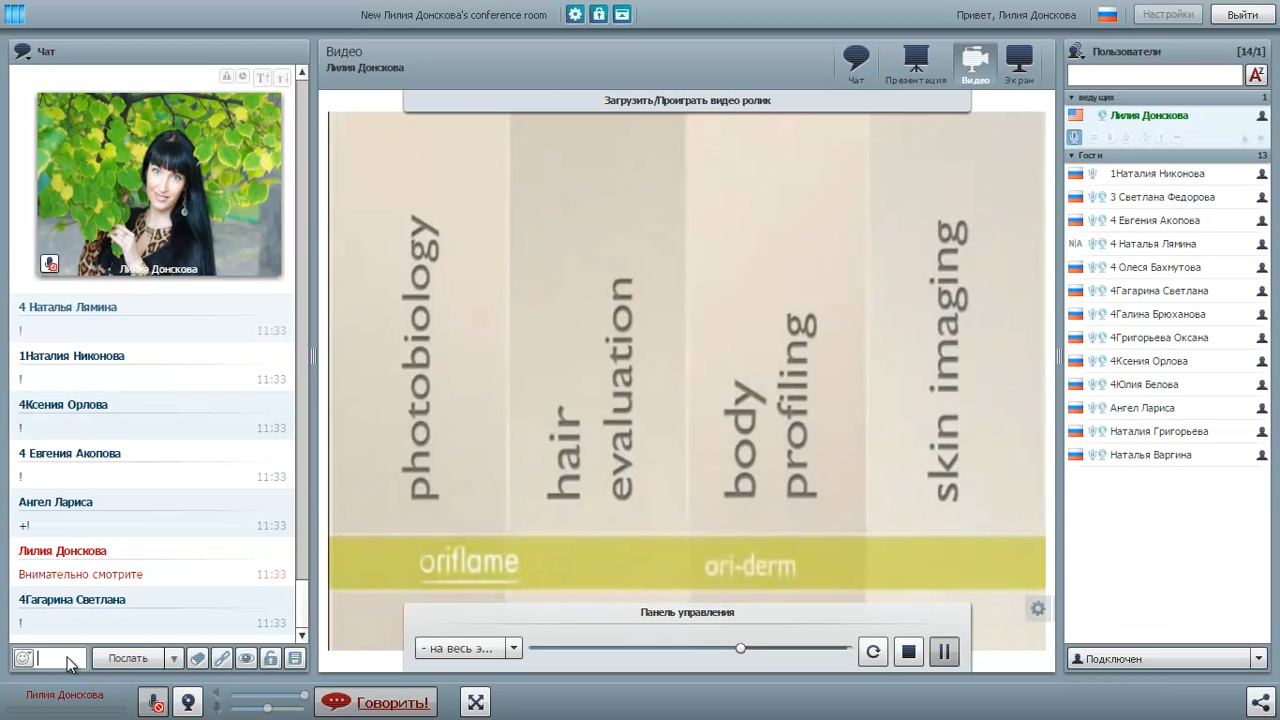 New Лилия Донскова's conference room
Привет, Лилия Донскова
Настройки
Выйти
Чат
T↑
T↓
Лилия Донскова
4 Наталья Лямина
!
11:33
1Наталия Никонова
!
11:33
4Ксения Орлова
!
11:33
4 Евгения Акопова
!
11:33
Ангел Лариса
+!
11:33
Лилия Донскова
Внимательно смотрите
11:33
4Гагарина Светлана
!
11:33
Послать
Видео
Лилия Донскова
Чат
Презентация
Видео
Экран
Загрузить/Проиграть видео ролик
photobiology
hair
evaluation
body
profiling
skin imaging
oriflame
ori-derm
Панель управления
- на весь э...
Пользователи
[14/1]
AZ
ведущих
1
Лилия Донскова
Гости
13
1Наталия Никонова
3 Светлана Федорова
4 Евгения Акопова
N\A
4 Наталья Лямина
4 Олеся Бахмутова
4Гагарина Светлана
4Галина Брюханова
4Григорьева Оксана
4Ксения Орлова
4Юлия Белова
Ангел Лариса
Наталия Григорьева
Наталья Варгина
Подключен
Лилия Донскова
Говорить!